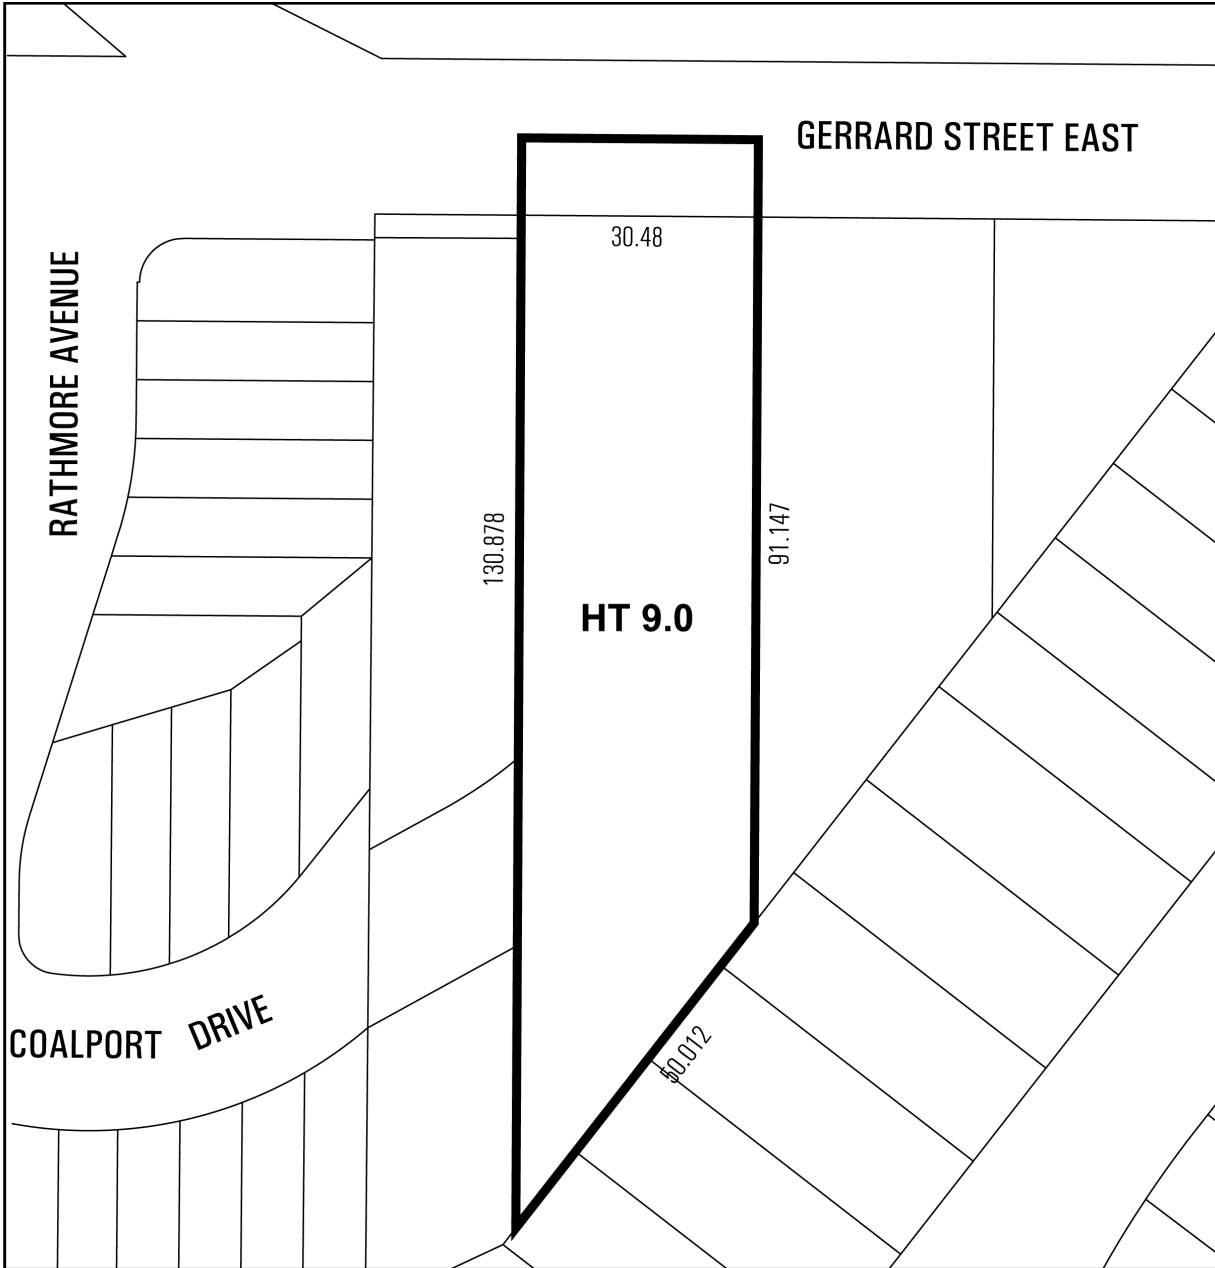 GERRARD STREET EAST
30.48
RATHMORE AVENUE
130.878
91.147
HT 9.0
COALPORT DRIVE
50.012